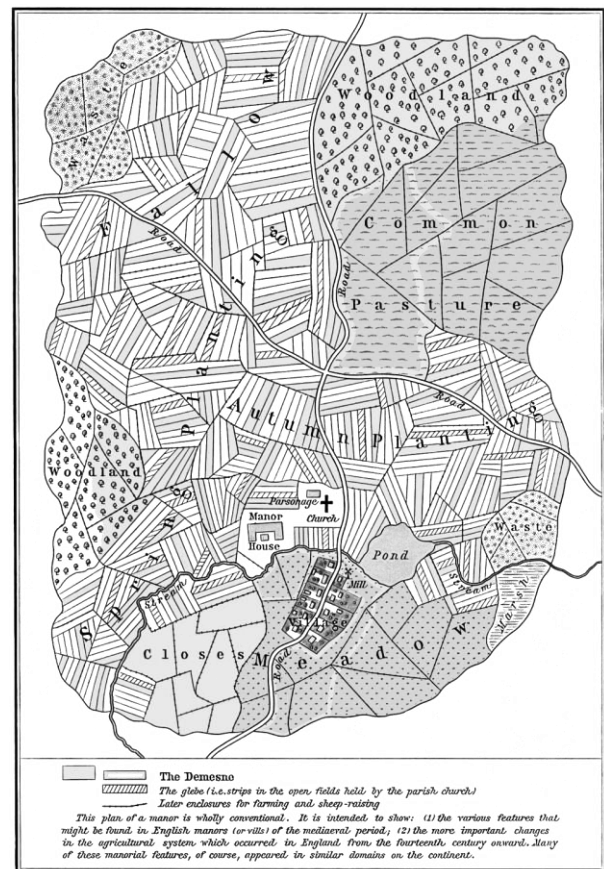 Waste
Woodland
Fallow
Common
Road
Pasture
Road
Road
Spring Planting
Autumn Planting
Woodland
Parsonage
Church
Manor
House
Waste
Pond
Stream
Mill
Stream
Marsh
Village
Closes
Meadow
Road
The Demesne
The glebe (i.e. strips in the open fields held by the parish church)
Later enclosures for farming and sheep-raising
This plan of a manor is wholly conventional. It is intended to show: (1) the various features that
might be found in English manors (or vills) of the mediaeval period; (2) the more important changes
in the agricultural system which occurred in England from the fourteenth century onward. Many
of these manorial features, of course, appeared in similar domains on the continent.